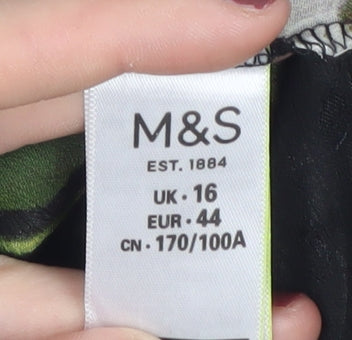 M&S
EST. 1884
UK · 16
EUR · 44
CN · 170/100A